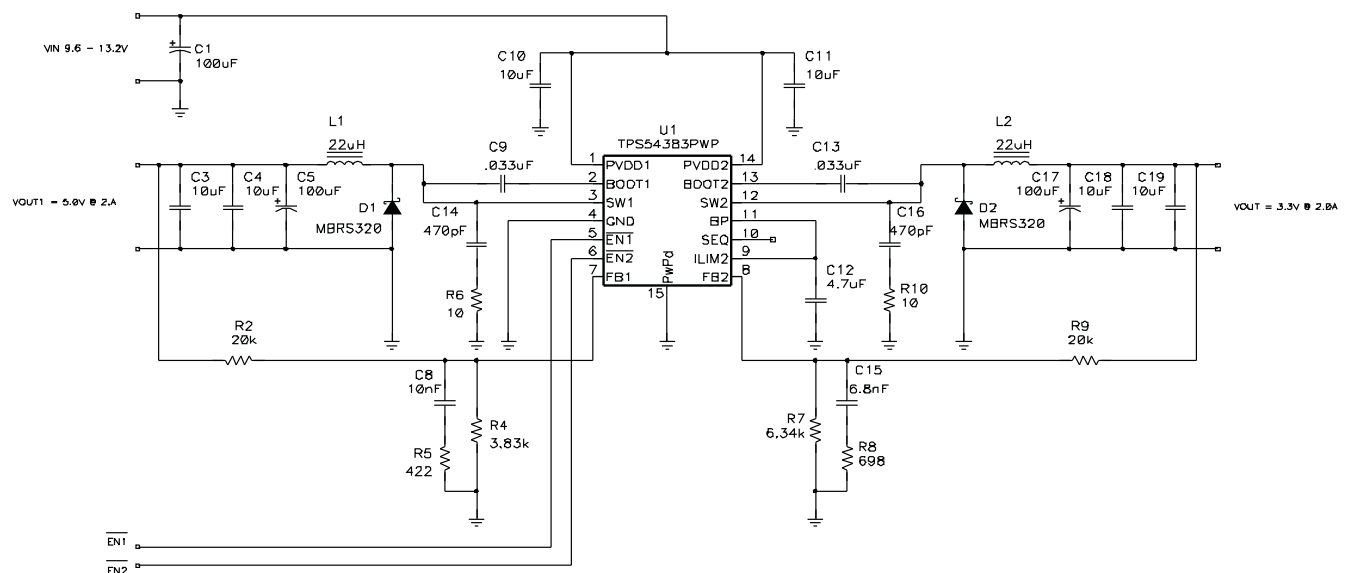 VIN 9.6 - 13.2V
C1
100uF
C10
10uF
C11
10uF
L1
22uH
C9
.033uF
U1
TPS54383PWP
C13
.033uF
L2
22uH
C3
10uF
C4
10uF
C5
100uF
D1
MBRS320
C14
470pF
1 PVDD1 PVDD2 14
2 BOOT1 BOOT2 13
3 SW1 SW2 12
4 GND BP 11
5 EN1 SEQ 10
6 EN2 ILIM2 9
7 FB1 FB2 8
PwPd
15
C16
470pF
D2
MBRS320
C17
100uF
C18
10uF
C19
10uF
VOUT1 = 5.0V @ 2.A
VOUT = 3.3V @ 2.0A
R6
10
C12
4.7uF
R10
10
R2
20k
R9
20k
C8
10nF
R4
3.83k
R5
422
C15
6.8nF
R7
6.34k
R8
698
EN1
EN2